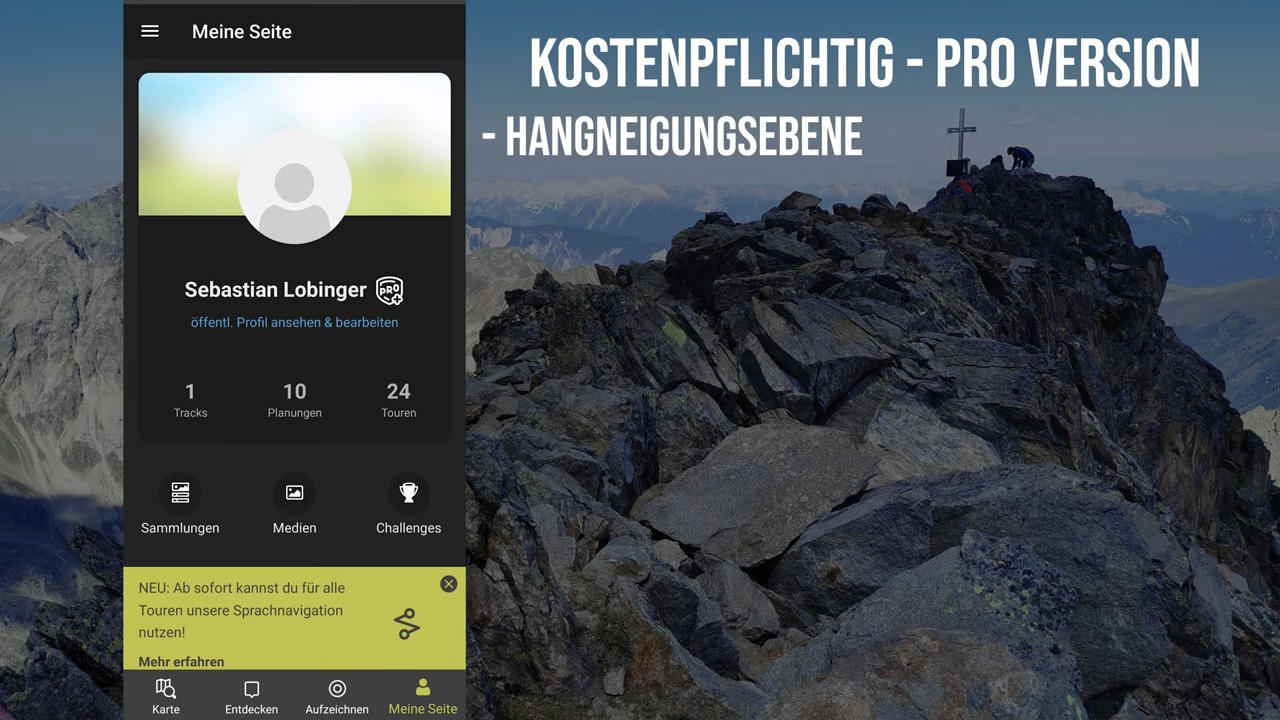 Meine Seite
KOSTENPFLICHTIG - PRO VERSION
- HANGNEIGUNGSEBENE
Sebastian Lobinger PRO
öffentl. Profil ansehen & bearbeiten
1 10 24
Tracks Planungen Touren
Sammlungen Medien Challenges
NEU: Ab sofort kannst du für alle
Touren unsere Sprachnavigation
nutzen!
Mehr erfahren
Karte Entdecken Aufzeichnen Meine Seite